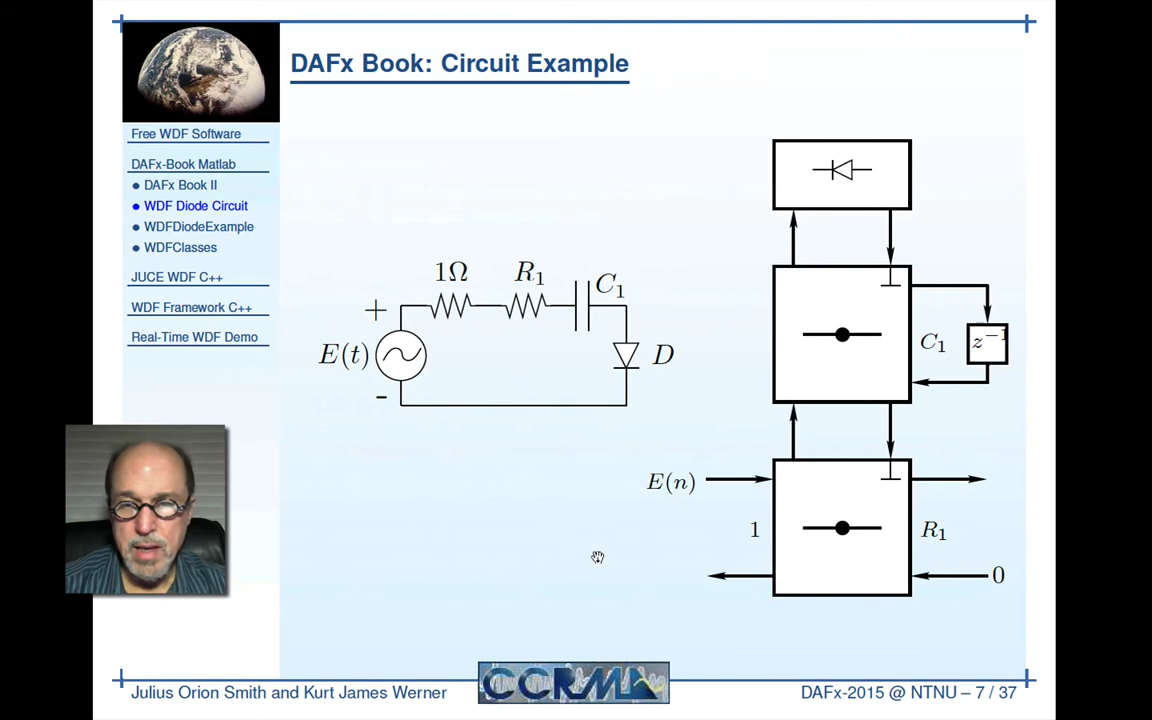 DAFx Book: Circuit Example
Free WDF Software
DAFx-Book Matlab
● DAFx Book II
● WDF Diode Circuit
● WDFDiodeExample
● WDFClasses
JUCE WDF C++
WDF Framework C++
Real-Time WDF Demo
1Ω R₁ C₁
+
E(t) D
-
C₁ z⁻¹
E(n)
1 R₁
0
CCRMA
Julius Orion Smith and Kurt James Werner
DAFx-2015 @ NTNU – 7 / 37